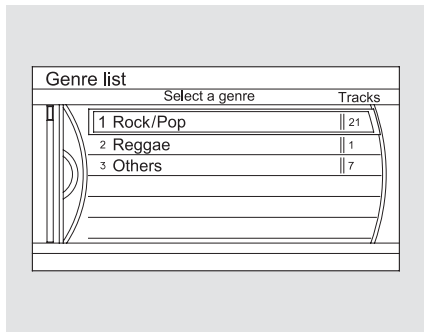 Genre list
Select a genre Tracks
1 Rock/Pop 21
2 Reggae 1
3 Others 7